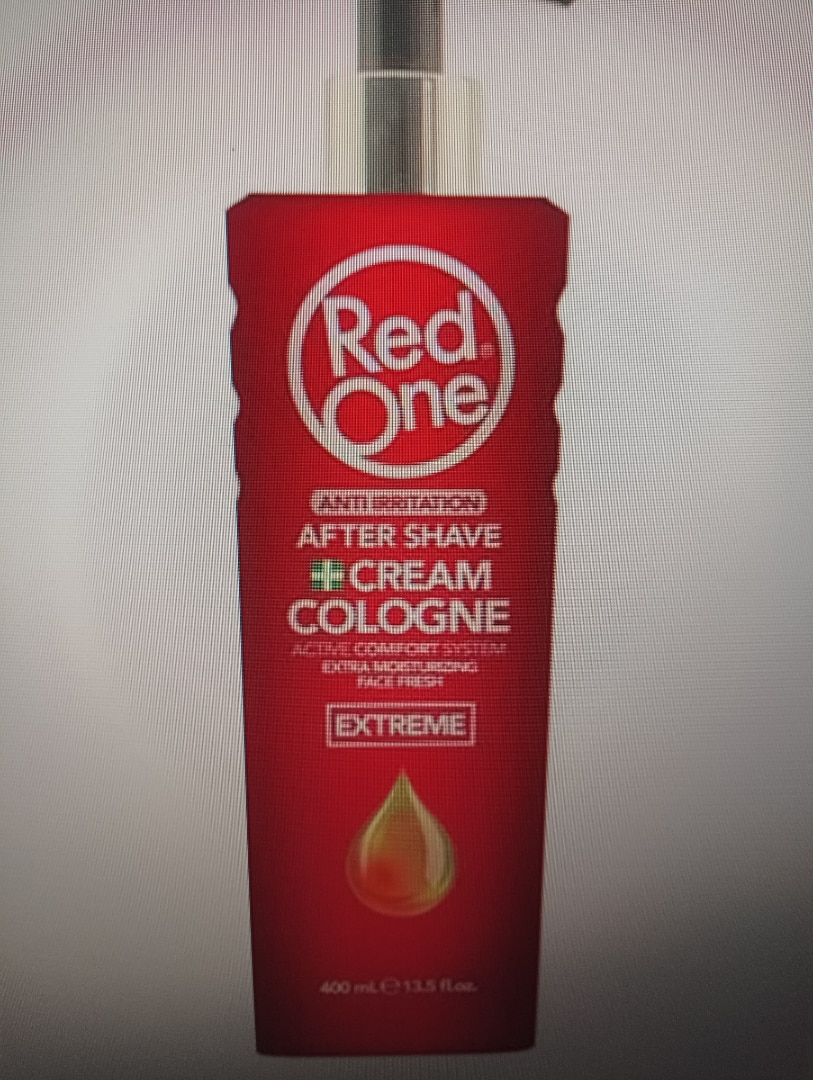 Red
One
ANTI IRRITATION
AFTER SHAVE
CREAM
COLOGNE
ACTIVE COMFORT SYSTEM
EXTRA MOISTURIZING
FACE FRESH
EXTREME
400 mL ℮ 13.5 fl.oz.